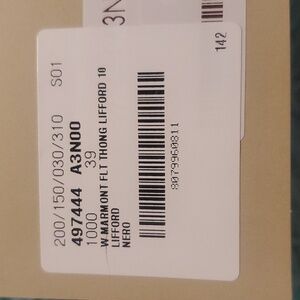 200/150/030/310 S01
497444 A3N00
1000 39
W-MARMONT FLT THONG LIFFORD 10
LIFFORD
NERO
8079960811
3N
142